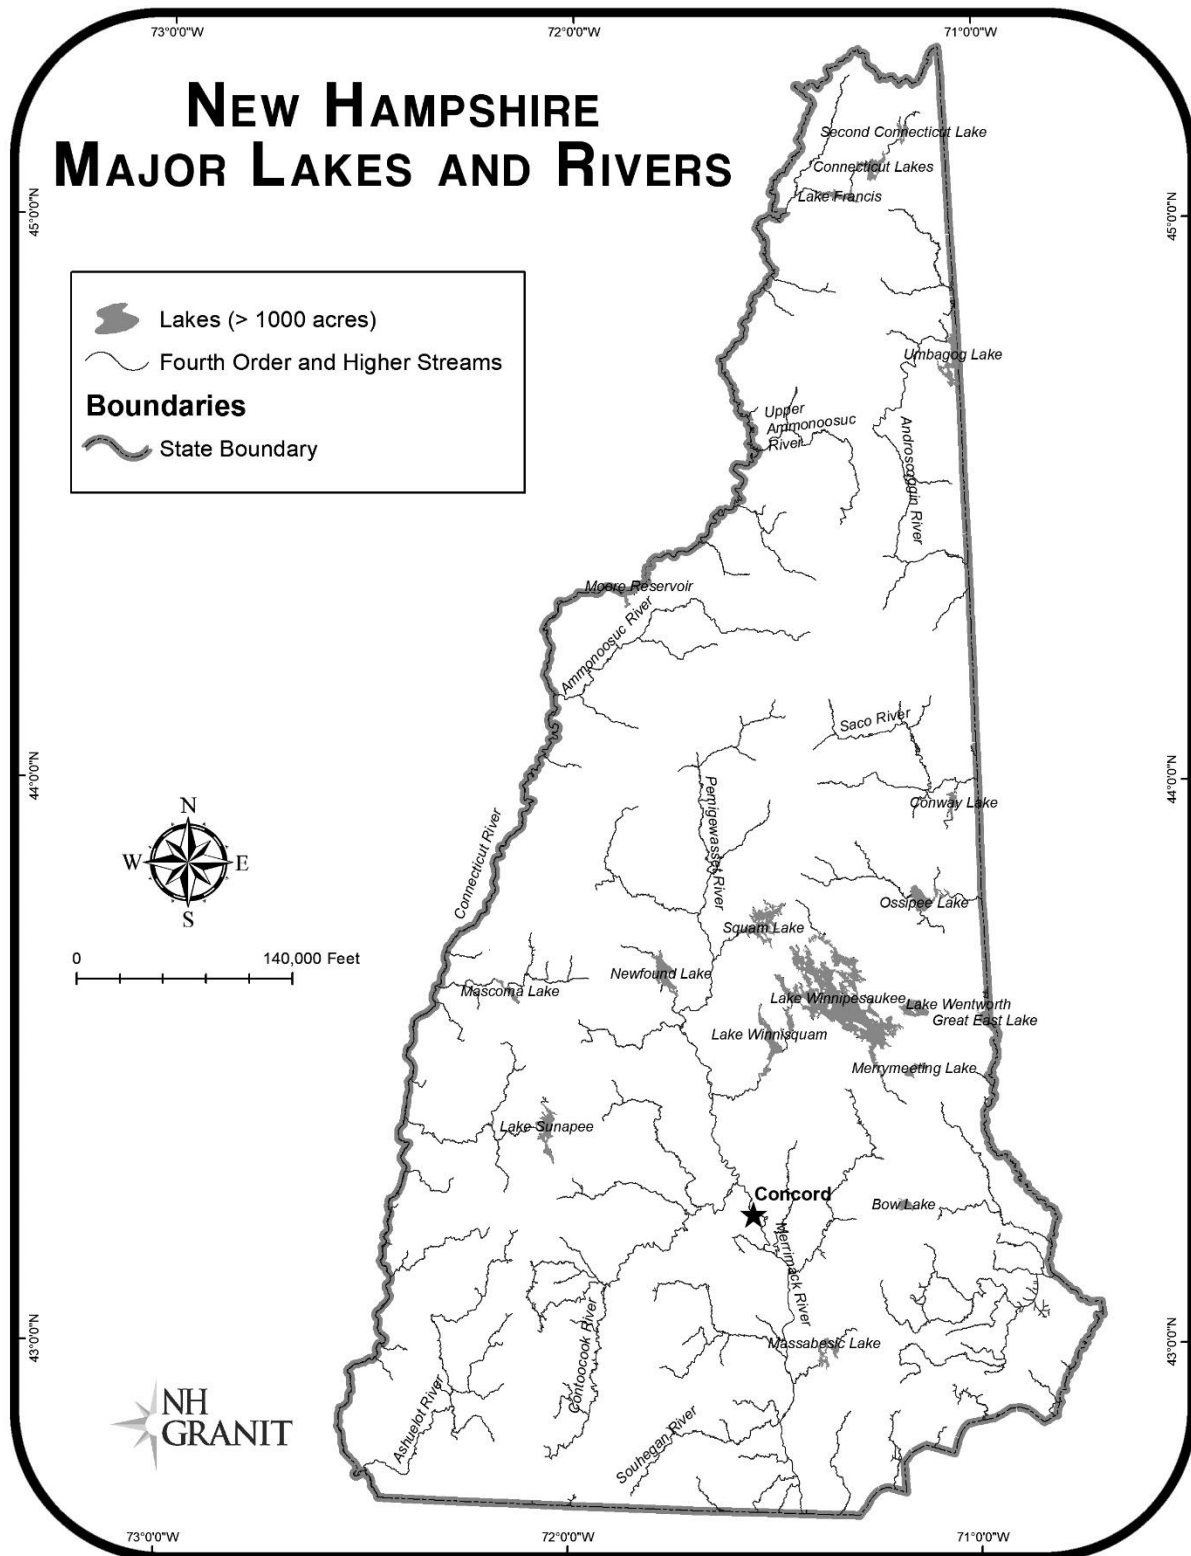 73°0'0"W
72°0'0"W
71°0'0"W
NEW HAMPSHIRE
MAJOR LAKES AND RIVERS
Second Connecticut Lake
Connecticut Lakes
Lake Francis
45°0'0"N
45°0'0"N
Lakes (> 1000 acres)
Fourth Order and Higher Streams
Boundaries
State Boundary
Umbagog Lake
Upper
Ammonoosuc
River
Androscoggin River
Moore Reservoir
Ammonoosuc River
Saco River
44°0'0"N
44°0'0"N
Conway Lake
Pemigewasset River
Connecticut River
N
W
E
S
Ossipee Lake
Squam Lake
0
140,000 Feet
Newfound Lake
Mascoma Lake
Lake Winnipesaukee
Lake Wentworth
Great East Lake
Lake Winnisquam
Merrymeeting Lake
Lake Sunapee
Concord
Bow Lake
Merrimack River
43°0'0"N
43°0'0"N
Massabesic Lake
Contoocook River
Ashuelot River
Souhegan River
NH
GRANIT
73°0'0"W
72°0'0"W
71°0'0"W